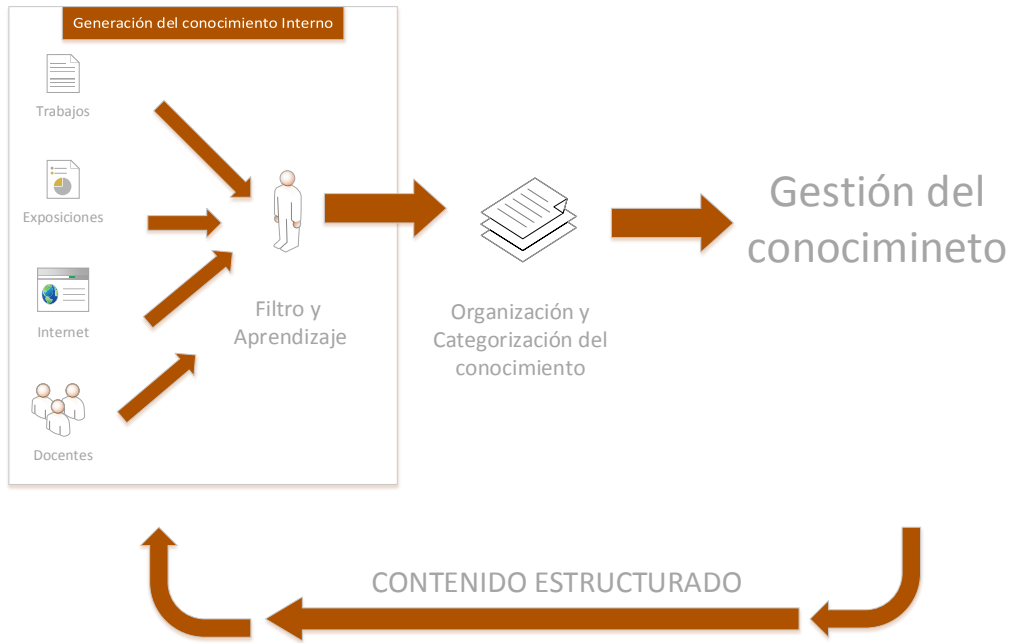 Generación del conocimiento Interno
Trabajos
Exposiciones
Internet
Docentes
Filtro y
Aprendizaje
Organización y
Categorización del
conocimiento
Gestión del
conocimineto
CONTENIDO ESTRUCTURADO